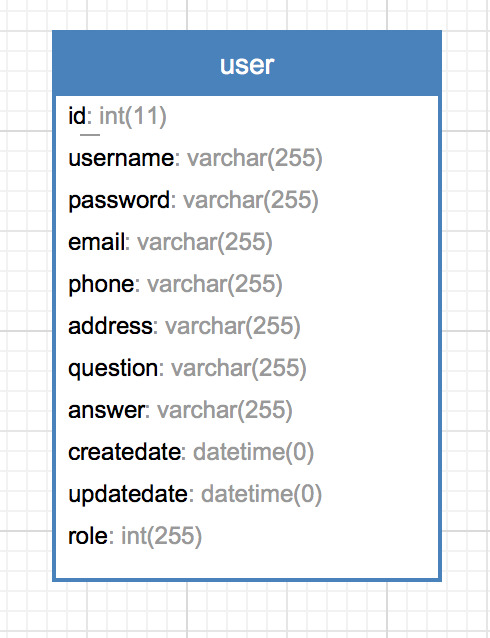 user
id: int(11)
username: varchar(255)
password: varchar(255)
email: varchar(255)
phone: varchar(255)
address: varchar(255)
question: varchar(255)
answer: varchar(255)
createdate: datetime(0)
updatedate: datetime(0)
role: int(255)